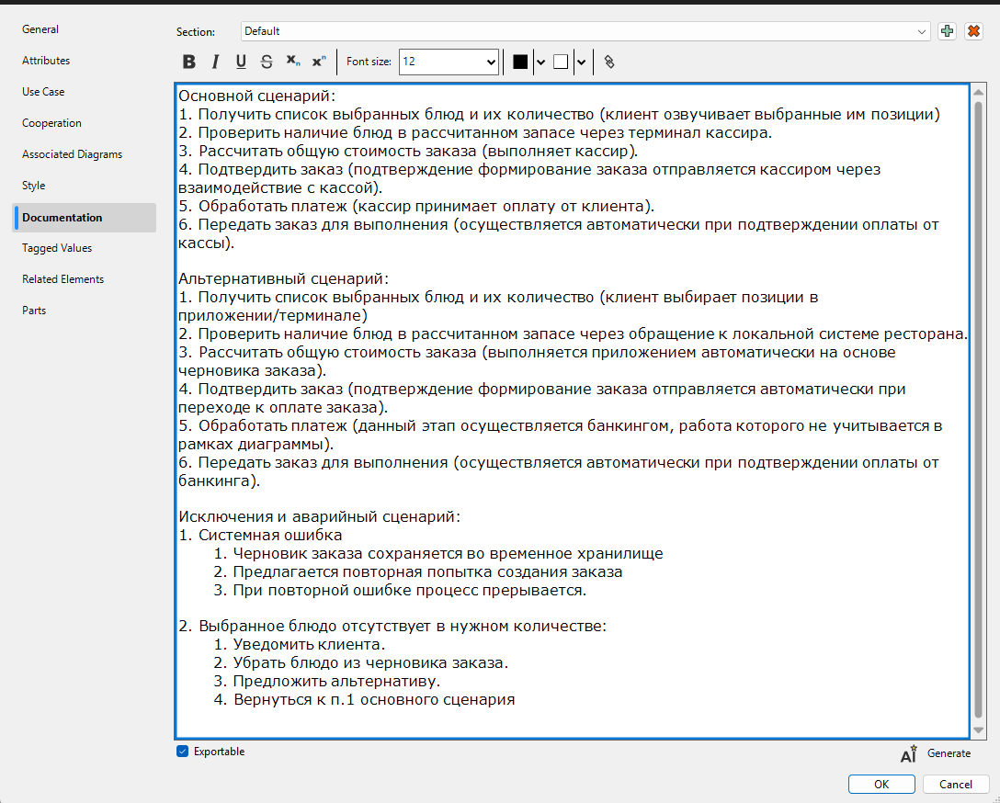 General
Attributes
Use Case
Cooperation
Associated Diagrams
Style
Documentation
Tagged Values
Related Elements
Parts
Section: Default
B I U S Xn xn Font size: 12
Основной сценарий:
1. Получить список выбранных блюд и их количество (клиент озвучивает выбранные им позиции)
2. Проверить наличие блюд в рассчитанном запасе через терминал кассира.
3. Рассчитать общую стоимость заказа (выполняет кассир).
4. Подтвердить заказ (подтверждение формирование заказа отправляется кассиром через
взаимодействие с кассой).
5. Обработать платеж (кассир принимает оплату от клиента).
6. Передать заказ для выполнения (осуществляется автоматически при подтверждении оплаты от
кассы).
Альтернативный сценарий:
1. Получить список выбранных блюд и их количество (клиент выбирает позиции в
приложении/терминале)
2. Проверить наличие блюд в рассчитанном запасе через обращение к локальной системе ресторана.
3. Рассчитать общую стоимость заказа (выполняется приложением автоматически на основе
черновика заказа).
4. Подтвердить заказ (подтверждение формирование заказа отправляется автоматически при
переходе к оплате заказа).
5. Обработать платеж (данный этап осуществляется банкингом, работа которого не учитывается в
рамках диаграммы).
6. Передать заказ для выполнения (осуществляется автоматически при подтверждении оплаты от
банкинга).
Исключения и аварийный сценарий:
1. Системная ошибка
1. Черновик заказа сохраняется во временное хранилище
2. Предлагается повторная попытка создания заказа
3. При повторной ошибке процесс прерывается.
2. Выбранное блюдо отсутствует в нужном количестве:
1. Уведомить клиента.
2. Убрать блюдо из черновика заказа.
3. Предложить альтернативу.
4. Вернуться к п.1 основного сценария
Exportable
AI Generate
OK Cancel